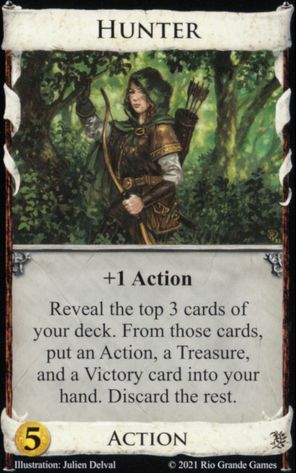 HUNTER
+1 Action
Reveal the top 3 cards of
your deck. From those cards,
put an Action, a Treasure,
and a Victory card into your
hand. Discard the rest.
5
ACTION
Illustration: Julien Delval
© 2021 Rio Grande Games